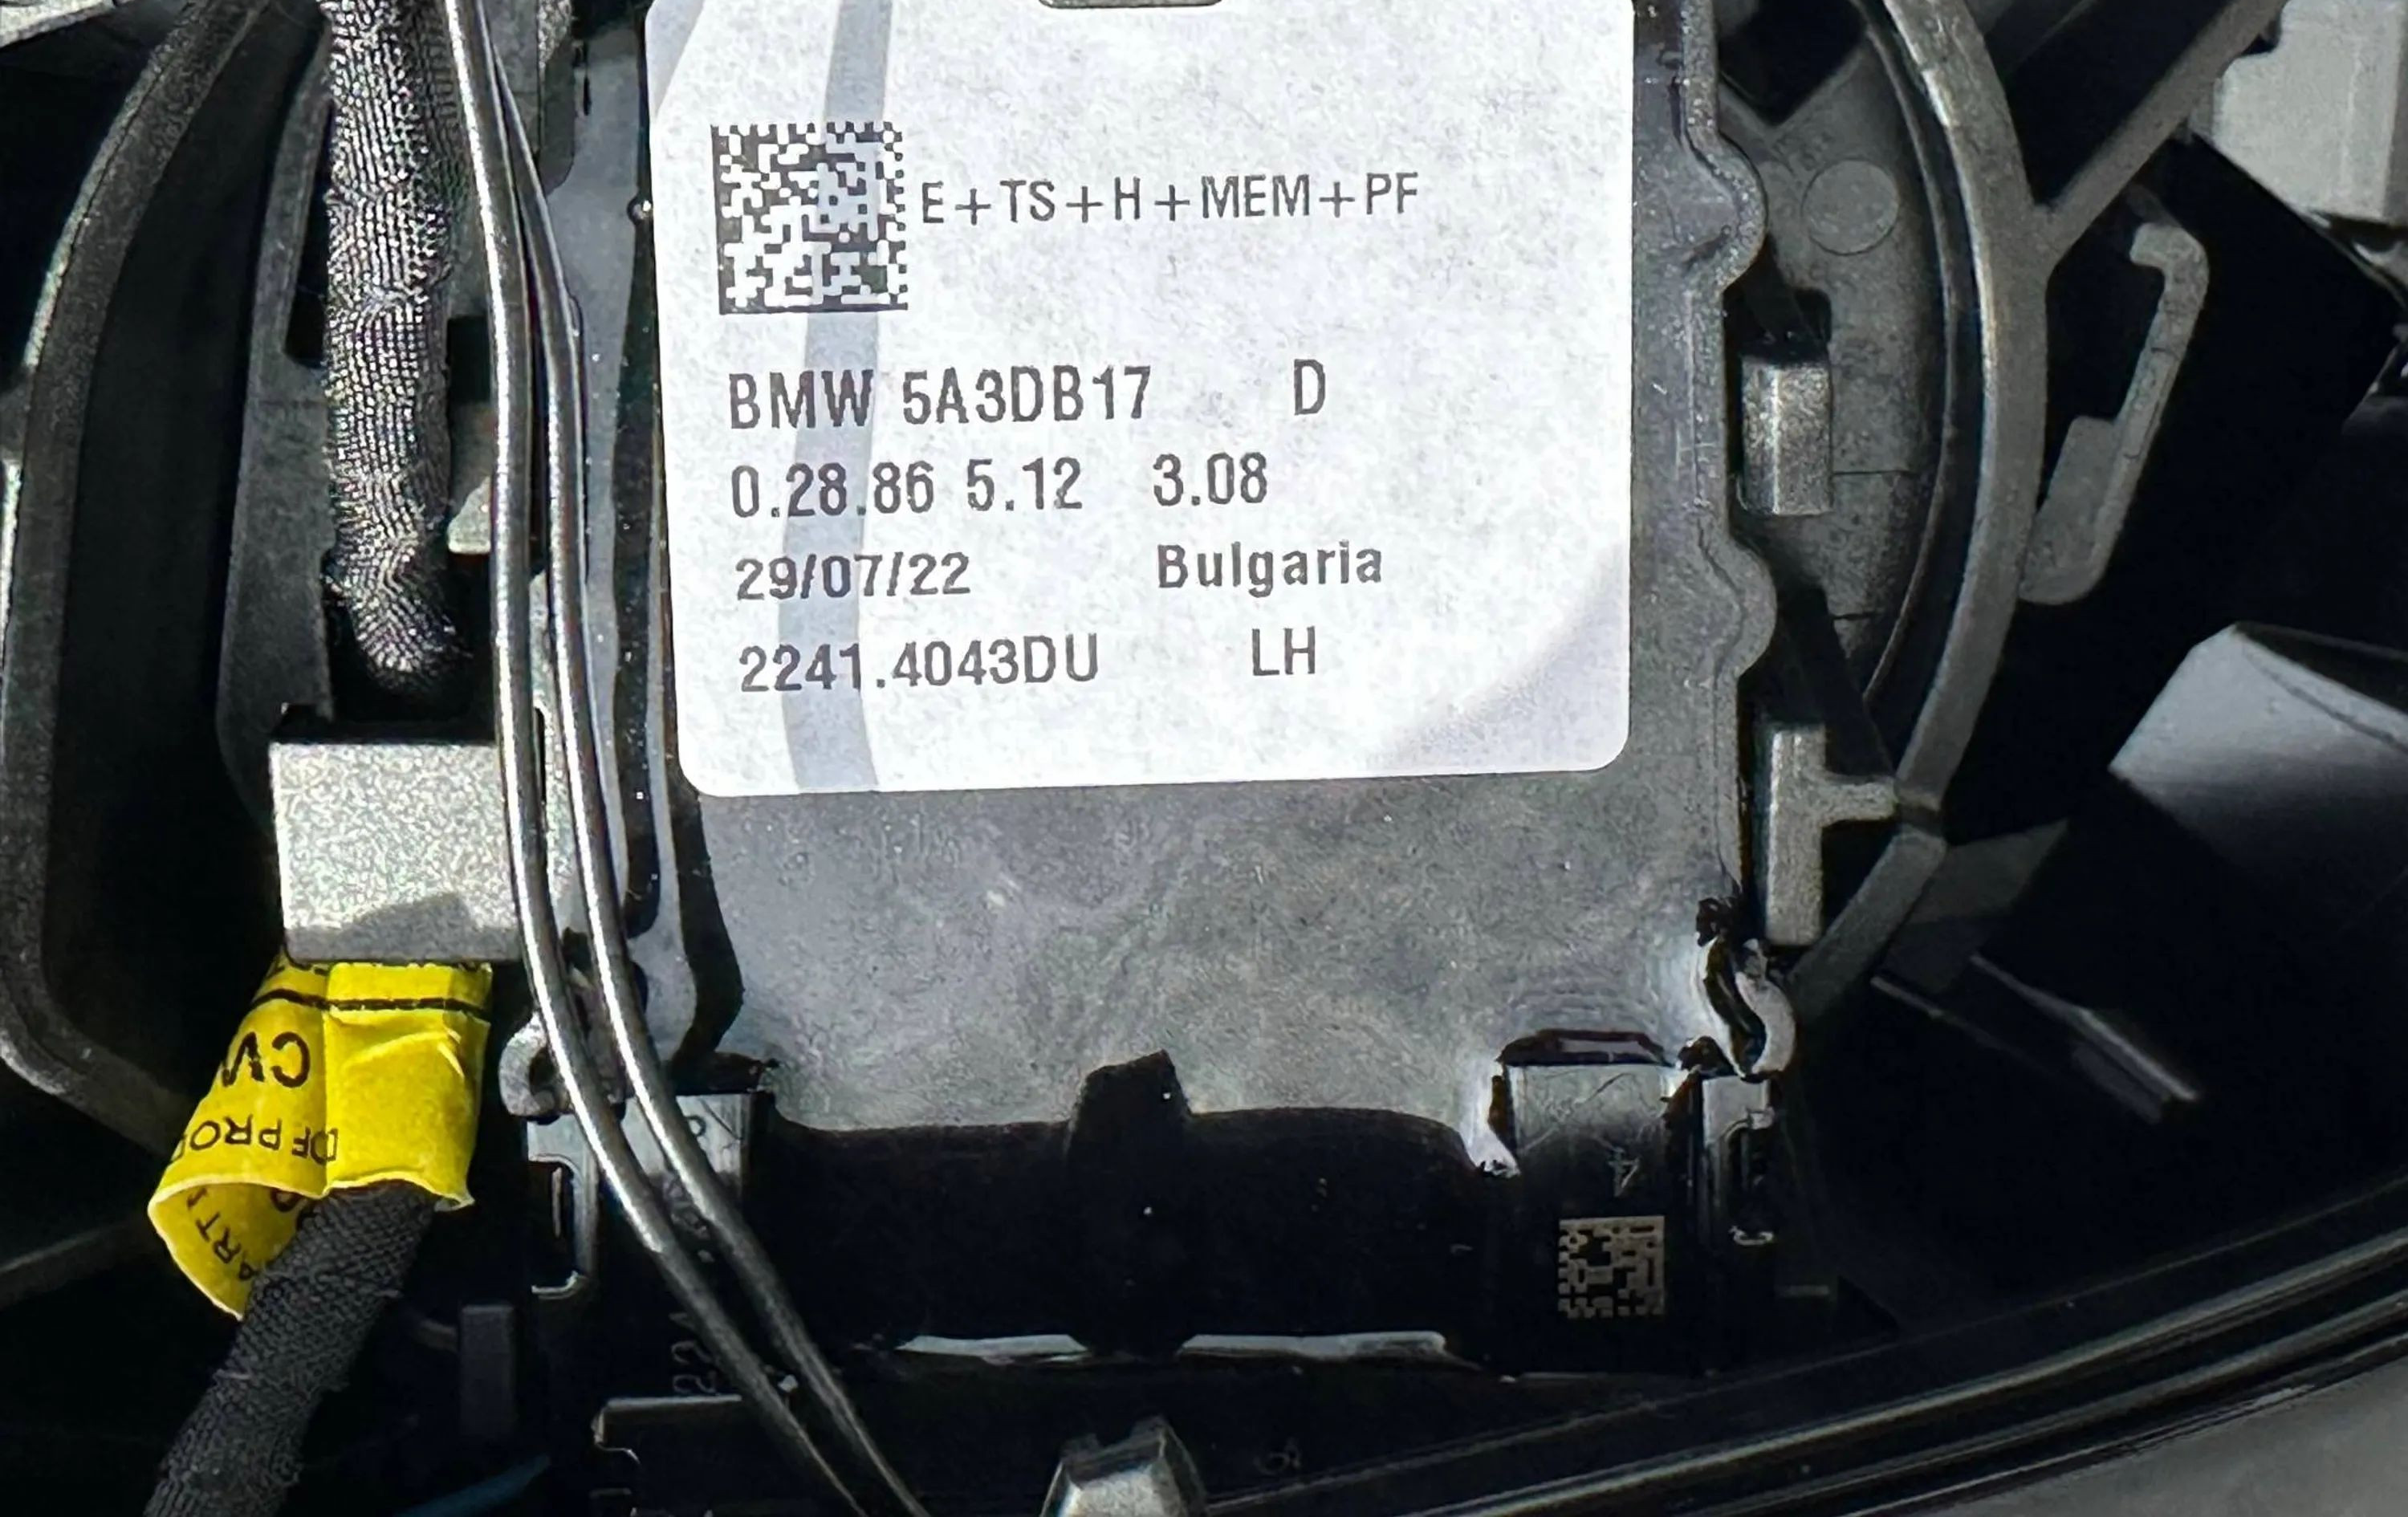 E+TS+H+MEM+PF
BMW 5A3DB17 D
0.28.86 5.12 3.08
29/07/22 Bulgaria
2241.4043DU LH
4